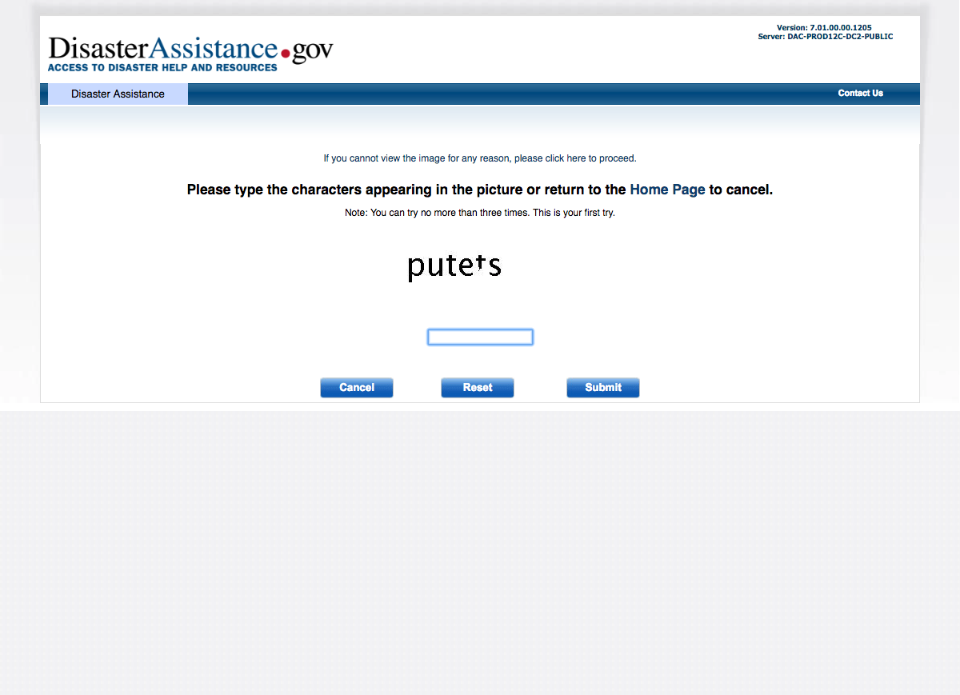 DisasterAssistance.gov
ACCESS TO DISASTER HELP AND RESOURCES
Version: 7.01.00.00.1205
Server: DAC-PROD12C-DC2-PUBLIC
Disaster Assistance
Contact Us
If you cannot view the image for any reason, please click here to proceed.
Please type the characters appearing in the picture or return to the Home Page to cancel.
Note: You can try no more than three times. This is your first try.
putets
Cancel Reset Submit